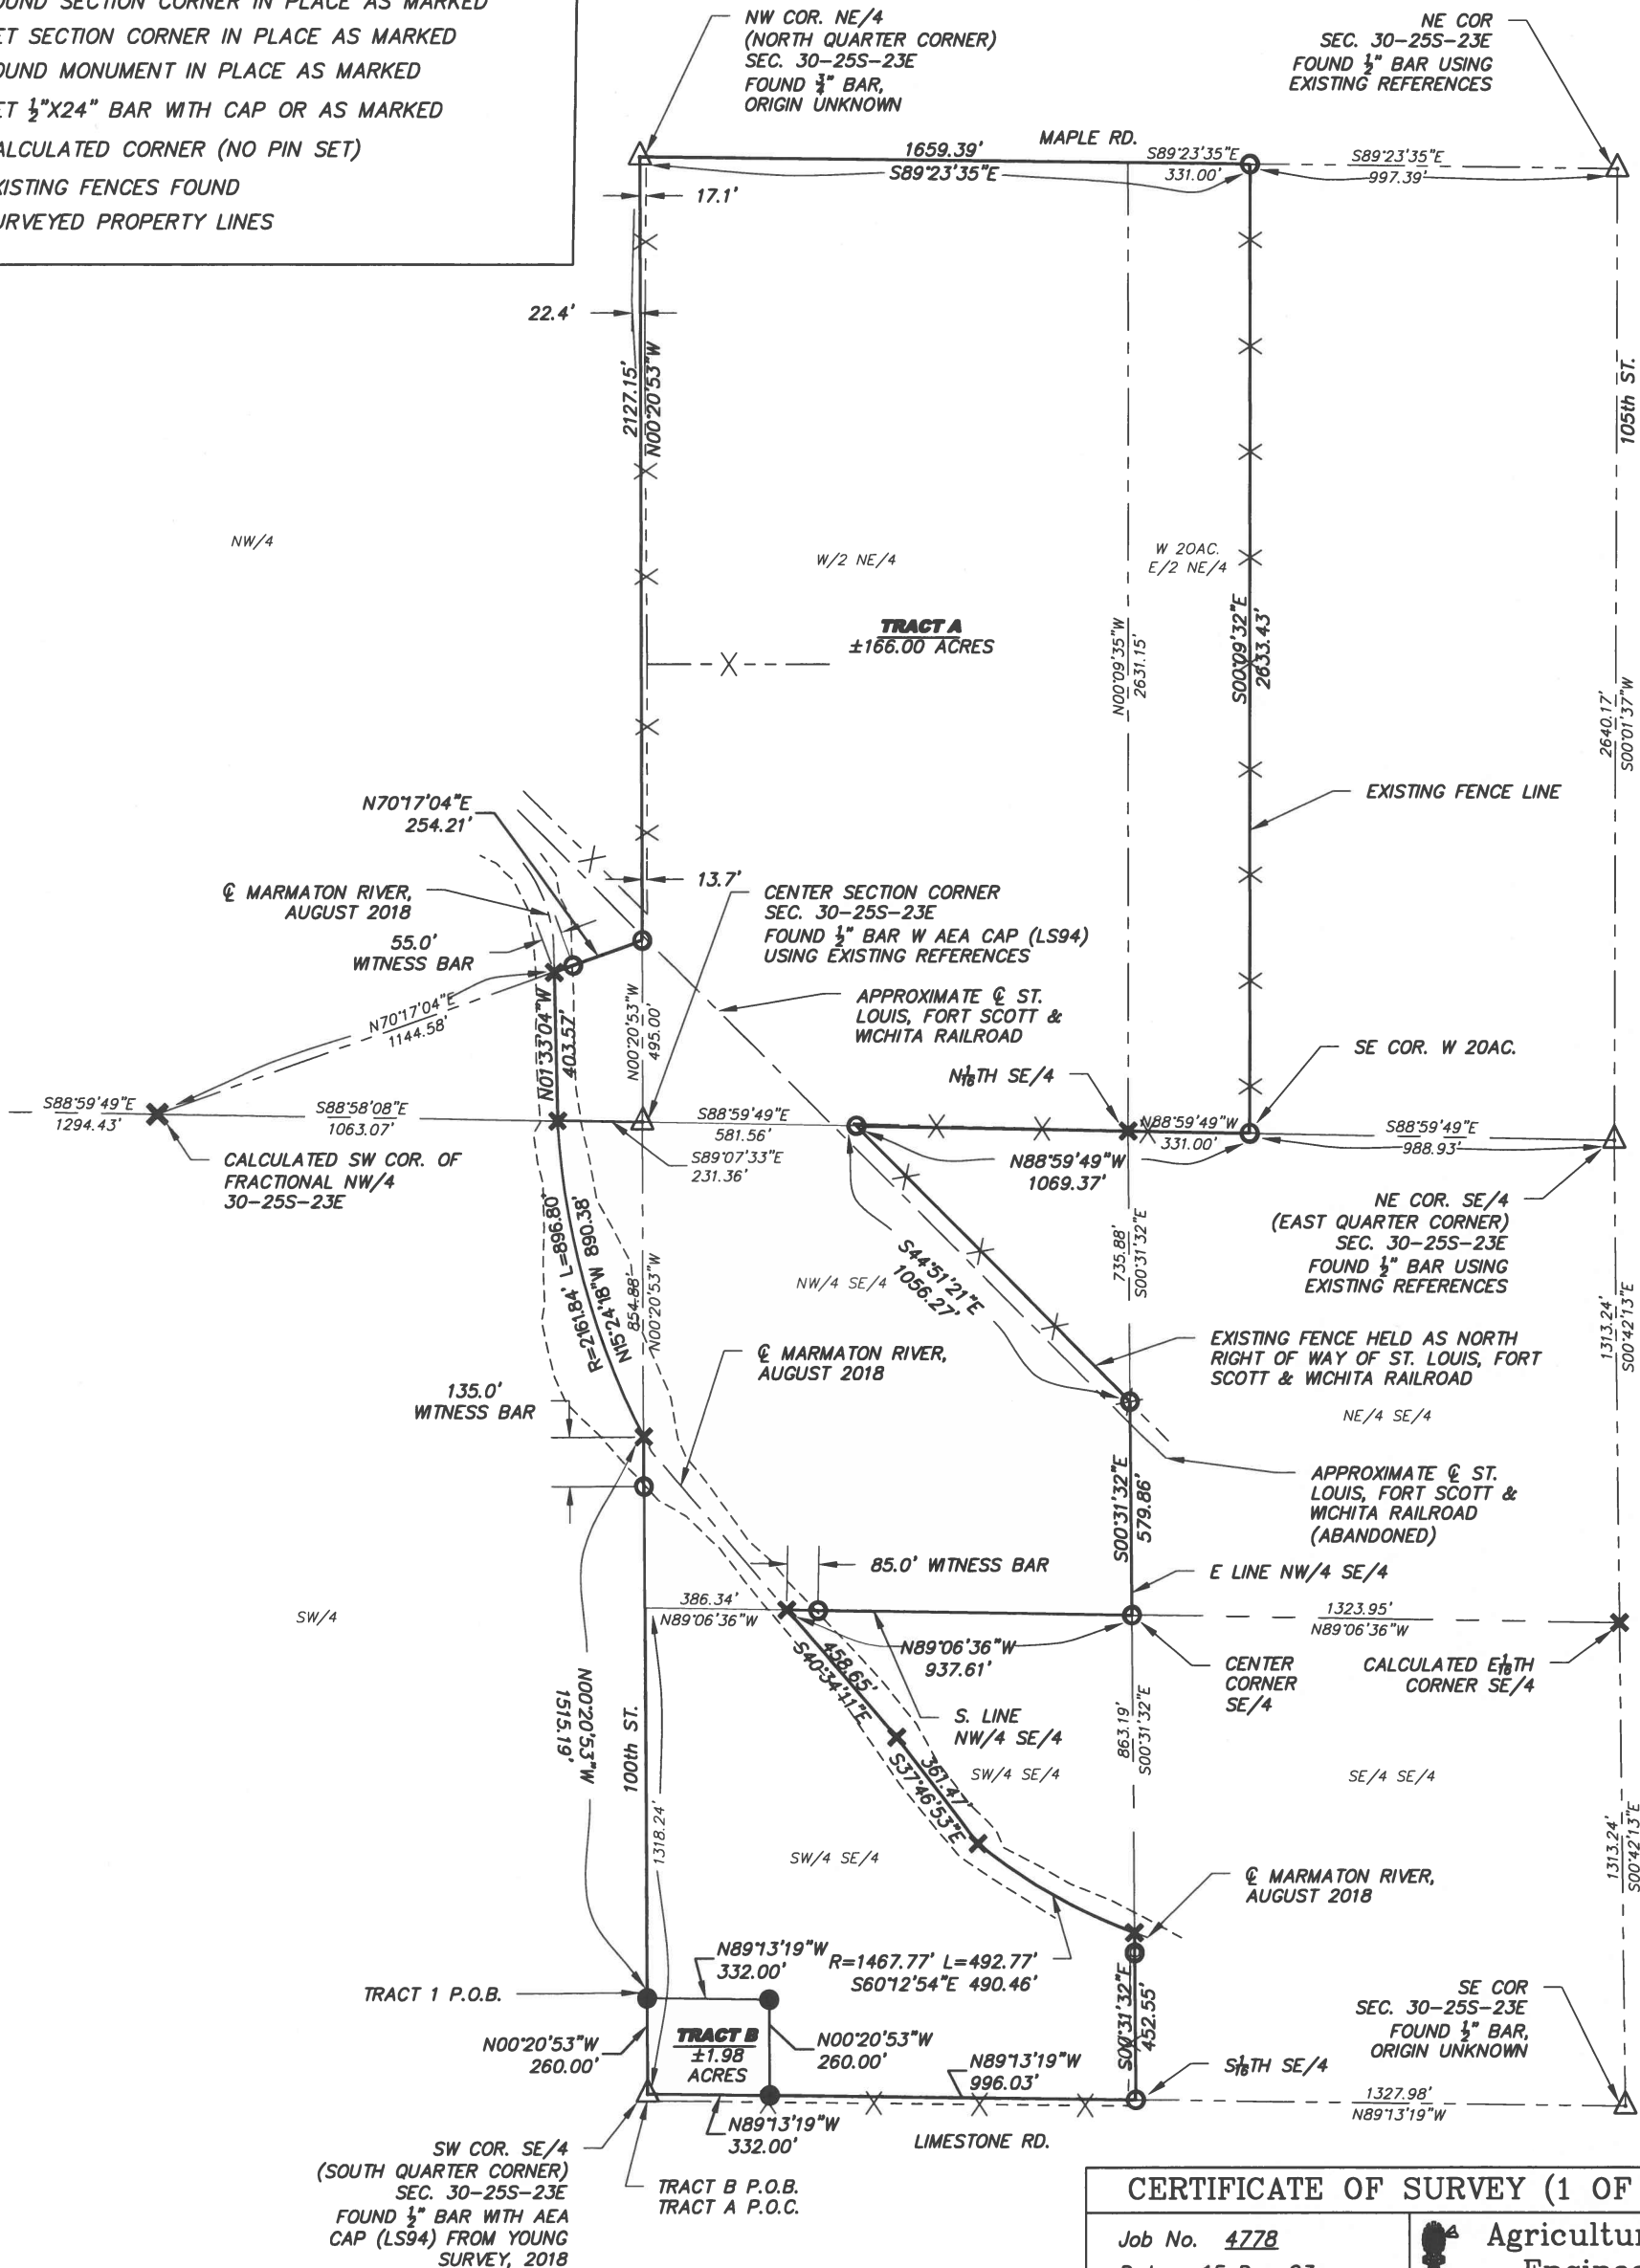 SECTION CORNER IN PLACE AS MARKED
SECTION CORNER IN PLACE AS MARKED
MONUMENT IN PLACE AS MARKED
½"X24" BAR WITH CAP OR AS MARKED
CORNER (NO PIN SET)
FENCES FOUND
PROPERTY LINES
NW COR. NE/4
(NORTH QUARTER CORNER)
SEC. 30-25S-23E
FOUND ¾" BAR,
ORIGIN UNKNOWN
NE COR
SEC. 30-25S-23E
FOUND ½" BAR USING
EXISTING REFERENCES
MAPLE RD.
1659.39'
S89°23'35"E
S89°23'35"E
331.00'
S89°23'35"E
997.39'
17.1'
22.4'
2127.15'
N00°20'53"W
105th ST.
NW/4
W/2 NE/4
W 20AC.
E/2 NE/4
TRACT A
±166.00 ACRES
N00°09'35"W
2631.15'
S00°09'32"E
2633.43'
2640.17'
S00°01'37"W
EXISTING FENCE LINE
N70°17'04"E
254.21'
13.7'
℄ MARMATON RIVER,
AUGUST 2018
55.0'
WITNESS BAR
CENTER SECTION CORNER
SEC. 30-25S-23E
FOUND ½" BAR W AEA CAP (LS94)
USING EXISTING REFERENCES
N70°17'04"E
1144.58'
N01°33'04"W
403.57'
N00°20'53"W
495.00'
APPROXIMATE ℄ ST.
LOUIS, FORT SCOTT &
WICHITA RAILROAD
N1/16TH SE/4
SE COR. W 20AC.
S88°59'49"E
1294.43'
S88°58'08"E
1063.07'
S88°59'49"E
581.56'
S89°07'33"E
231.36'
N88°59'49"W
331.00'
N88°59'49"W
1069.37'
S88°59'49"E
988.93'
CALCULATED SW COR. OF
FRACTIONAL NW/4
30-25S-23E
NE COR. SE/4
(EAST QUARTER CORNER)
SEC. 30-25S-23E
FOUND ½" BAR USING
EXISTING REFERENCES
R=2161.84' L=896.80'
N15°24'18"W 890.38'
854.88'
N00°20'53"W
NW/4 SE/4
S44°51'21"E
1056.27'
735.88'
S00°31'32"E
1313.24'
S00°42'13"E
℄ MARMATON RIVER,
AUGUST 2018
EXISTING FENCE HELD AS NORTH
RIGHT OF WAY OF ST. LOUIS, FORT
SCOTT & WICHITA RAILROAD
NE/4 SE/4
135.0'
WITNESS BAR
APPROXIMATE ℄ ST.
LOUIS, FORT SCOTT &
WICHITA RAILROAD
(ABANDONED)
S00°31'32"E
579.86'
85.0' WITNESS BAR
E LINE NW/4 SE/4
SW/4
386.34'
N89°06'36"W
N89°06'36"W
937.61'
1323.95'
N89°06'36"W
CENTER
CORNER
SE/4
CALCULATED E1/16TH
CORNER SE/4
458.65'
S40°34'11"E
S. LINE
NW/4 SE/4
N00°20'53"W
1515.19'
100th ST.
1318.24'
361.47'
S37°46'53"E
SW/4 SE/4
863.19'
S00°31'32"E
SE/4 SE/4
SW/4 SE/4
1313.24'
S00°42'13"E
℄ MARMATON RIVER,
AUGUST 2018
R=1467.77' L=492.77'
S60°12'54"E 490.46'
N89°13'19"W
332.00'
TRACT 1 P.O.B.
TRACT B
±1.98
ACRES
N00°20'53"W
260.00'
N00°20'53"W
260.00'
S00°31'32"E
452.55'
N89°13'19"W
996.03'
S1/16TH SE/4
SE COR
SEC. 30-25S-23E
FOUND ½" BAR,
ORIGIN UNKNOWN
1327.98'
N89°13'19"W
N89°13'19"W
332.00'
LIMESTONE RD.
SW COR. SE/4
(SOUTH QUARTER CORNER)
SEC. 30-25S-23E
FOUND ½" BAR WITH AEA
CAP (LS94) FROM YOUNG
SURVEY, 2018
TRACT B P.O.B.
TRACT A P.O.C.
CERTIFICATE OF SURVEY (1 OF
Job No. 4778